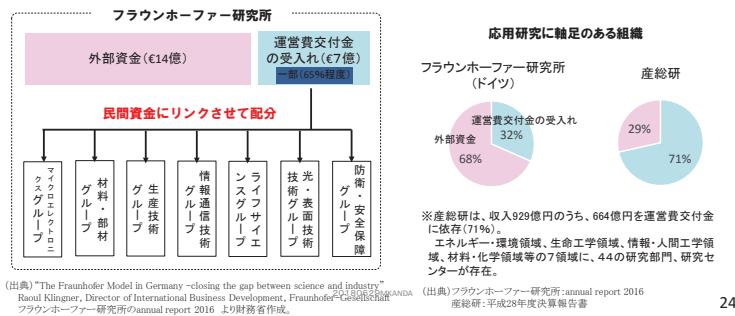 フラウンホーファー研究所
外部資金（€14億）
運営費交付金
の受入れ（€7億）
一部（65%程度）
民間資金にリンクさせて配分
マイクロエレクトロニクスグループ
材料・部材グループ
生産技術グループ
情報通信技術グループ
ライフサイエンスグループ
光・表面技術グループ
防衛・安全保障グループ
（出典）“The Fraunhofer Model in Germany –closing the gap between science and industry”
Raoul Klingner, Director of International Business Development, Fraunhofer-Gesellschaft
フラウンホーファー研究所のannual report 2016 より財務省作成。
応用研究に軸足のある組織
フラウンホーファー研究所
（ドイツ）
産総研
運営費交付金の受入れ
32%
外部資金
68%
29%
71%
※産総研は、収入929億円のうち、664億円を運営費交付金
に依存（71%）。
エネルギー・環境領域、生命工学領域、情報・人間工学領
域、材料・化学領域等の７領域に、４４の研究部門、研究セ
ンターが存在。
（出典）フラウンホーファー研究所：annual report 2016
産総研：平成28年度決算報告書
24